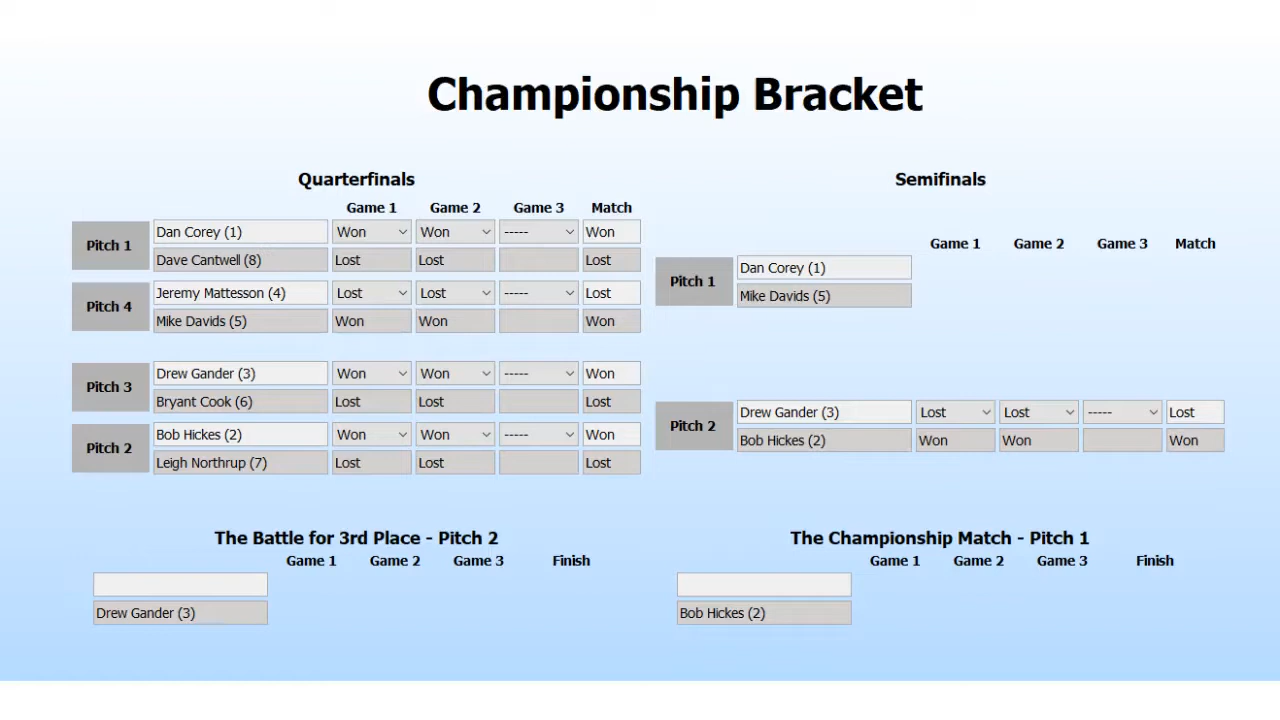 Championship Bracket
Quarterfinals
Game 1 Game 2 Game 3 Match
Pitch 1
Dan Corey (1) Won Won ----- Won
Dave Cantwell (8) Lost Lost Lost
Pitch 4
Jeremy Mattesson (4) Lost Lost ----- Lost
Mike Davids (5) Won Won Won
Pitch 3
Drew Gander (3) Won Won ----- Won
Bryant Cook (6) Lost Lost Lost
Pitch 2
Bob Hickes (2) Won Won ----- Won
Leigh Northrup (7) Lost Lost Lost
Semifinals
Game 1 Game 2 Game 3 Match
Pitch 1
Dan Corey (1)
Mike Davids (5)
Pitch 2
Drew Gander (3) Lost Lost ----- Lost
Bob Hickes (2) Won Won Won
The Battle for 3rd Place - Pitch 2
Game 1 Game 2 Game 3 Finish
Drew Gander (3)
The Championship Match - Pitch 1
Game 1 Game 2 Game 3 Finish
Bob Hickes (2)